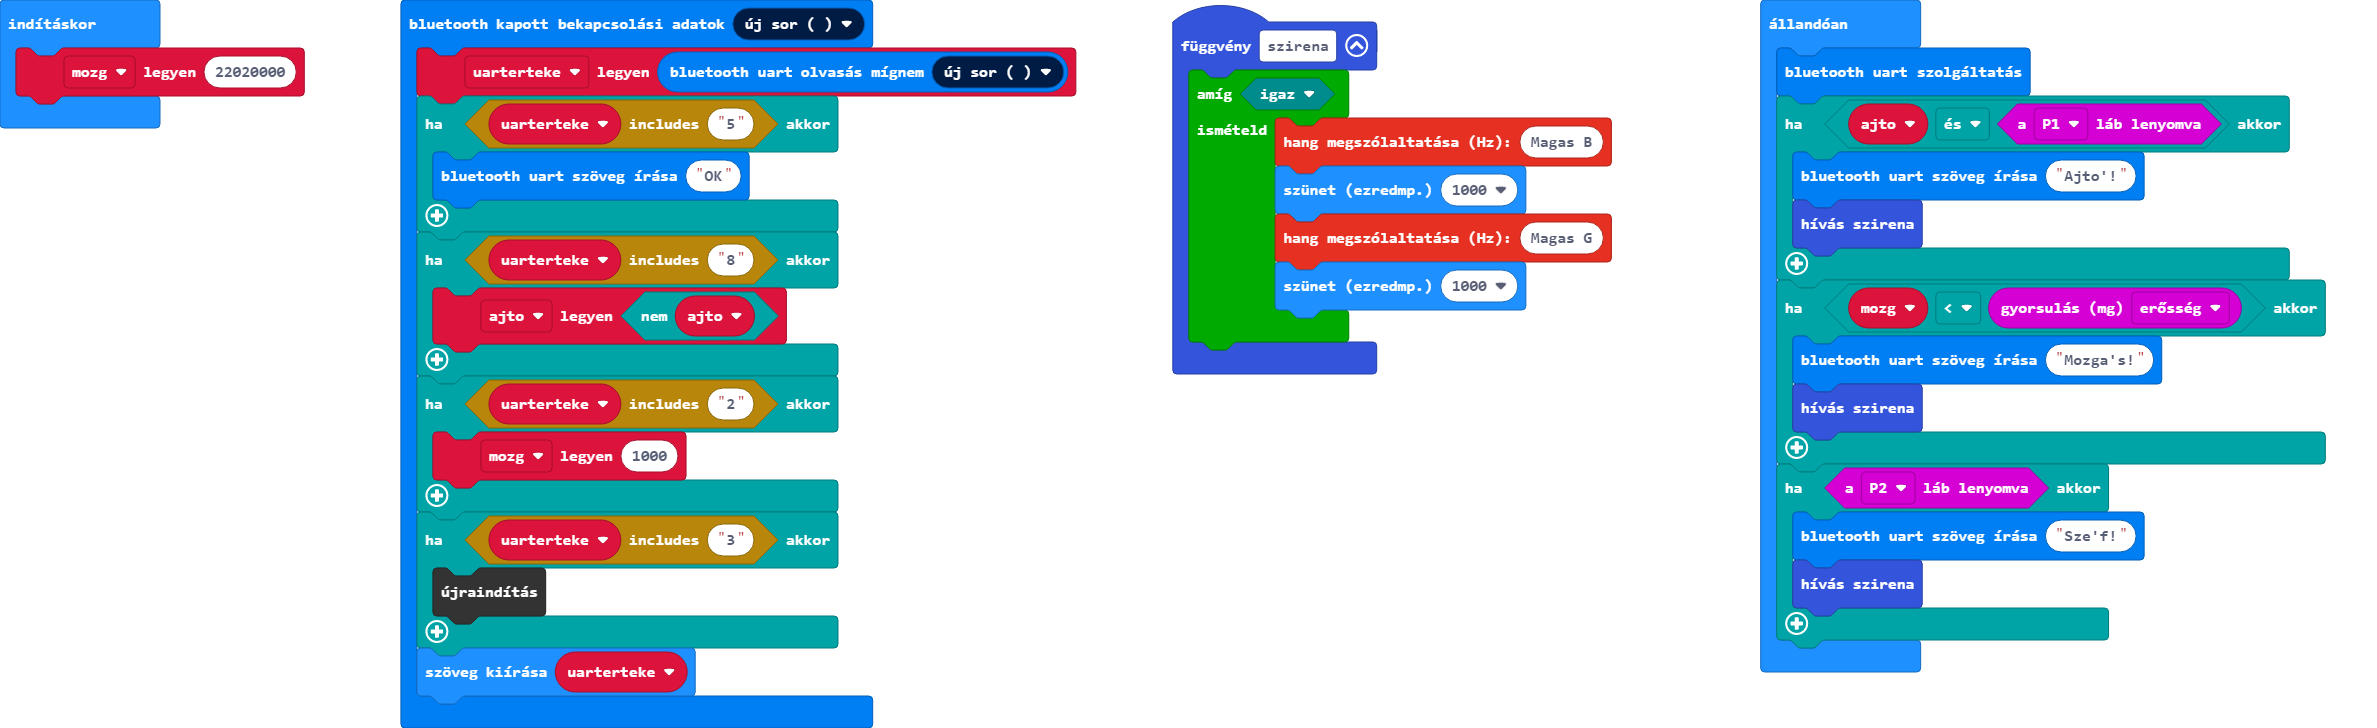 indításkor
mozg legyen 22020000
bluetooth kapott bekapcsolási adatok új sor ( )
uarterteke legyen bluetooth uart olvasás mígnem új sor ( )
ha uarterteke includes "5" akkor
bluetooth uart szöveg írása "OK"
ha uarterteke includes "8" akkor
ajto legyen nem ajto
ha uarterteke includes "2" akkor
mozg legyen 1000
ha uarterteke includes "3" akkor
újraindítás
szöveg kiírása uarterteke
függvény szirena
amíg igaz
ismételd
hang megszólaltatása (Hz): Magas B
szünet (ezredmp.) 1000
hang megszólaltatása (Hz): Magas G
szünet (ezredmp.) 1000
állandóan
bluetooth uart szolgáltatás
ha ajto és a P1 láb lenyomva akkor
bluetooth uart szöveg írása "Ajto'!"
hívás szirena
ha mozg < gyorsulás (mg) erősség akkor
bluetooth uart szöveg írása "Mozga's!"
hívás szirena
ha a P2 láb lenyomva akkor
bluetooth uart szöveg írása "Sze'f!"
hívás szirena